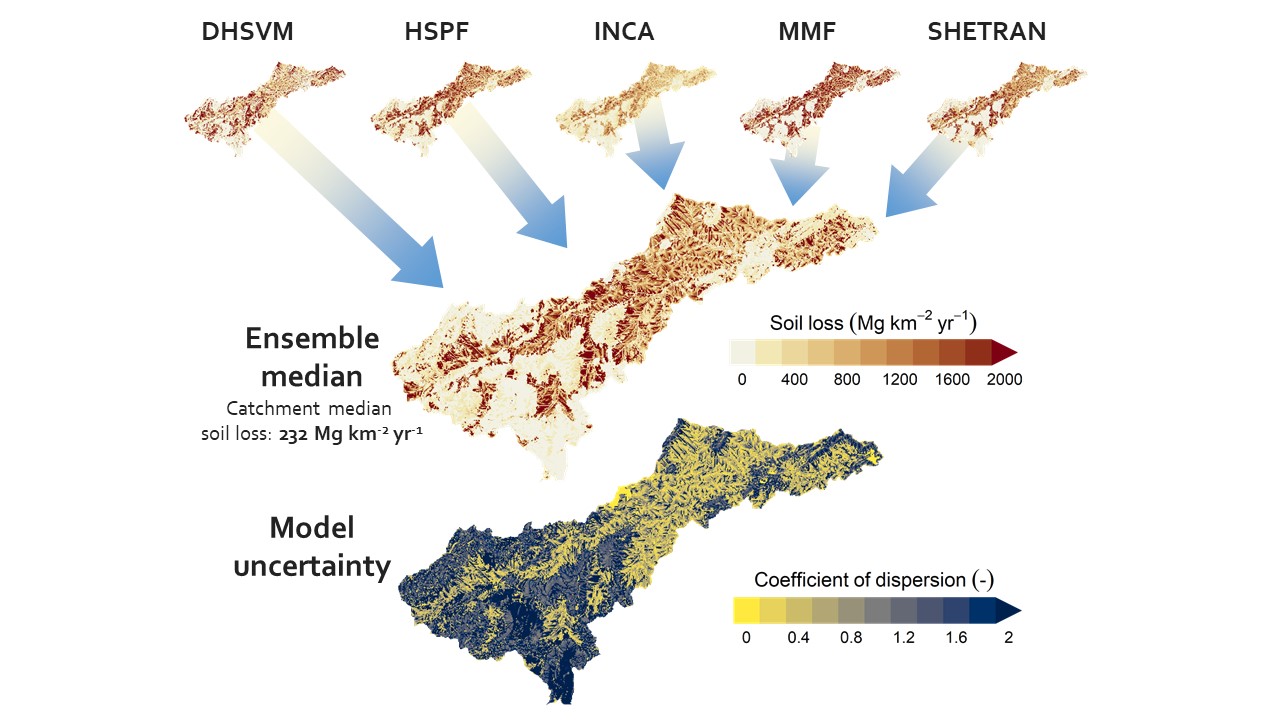 DHSVM HSPF INCA MMF SHETRAN
Ensemble
median
Catchment median
soil loss: 232 Mg km⁻² yr⁻¹
Soil loss (Mg km⁻² yr⁻¹)
0 400 800 1200 1600 2000
Model
uncertainty
Coefficient of dispersion (-)
0 0.4 0.8 1.2 1.6 2